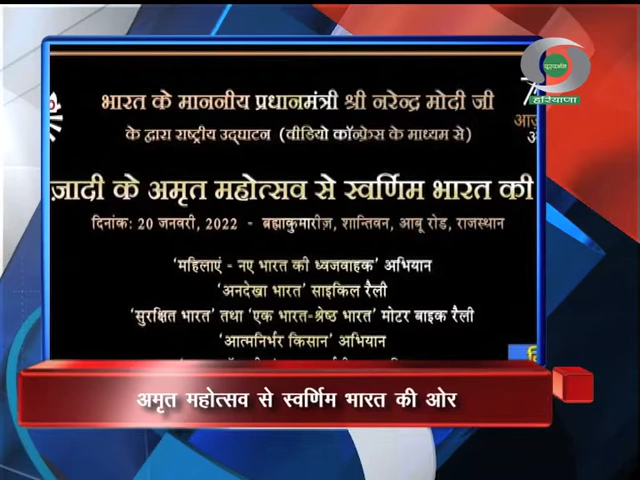 दूरदर्शन
हरियाणा
भारत के माननीय प्रधानमंत्री श्री नरेन्द्र मोदी जी
के द्वारा राष्ट्रीय उद्घाटन (वीडियो कॉन्फ्रेंस के माध्यम से)
ज़ादी के अमृत महोत्सव से स्वर्णिम भारत की
दिनांक: 20 जनवरी, 2022 - ब्रह्माकुमारीज़, शान्तिवन, आबू रोड, राजस्थान
'महिलाएं - नए भारत की ध्वजवाहक' अभियान
'अनदेखा भारत' साइकिल रैली
'सुरक्षित भारत' तथा 'एक भारत-श्रेष्ठ भारत' मोटर बाइक रैली
'आत्मनिर्भर किसान' अभियान
अमृत महोत्सव से स्वर्णिम भारत की ओर